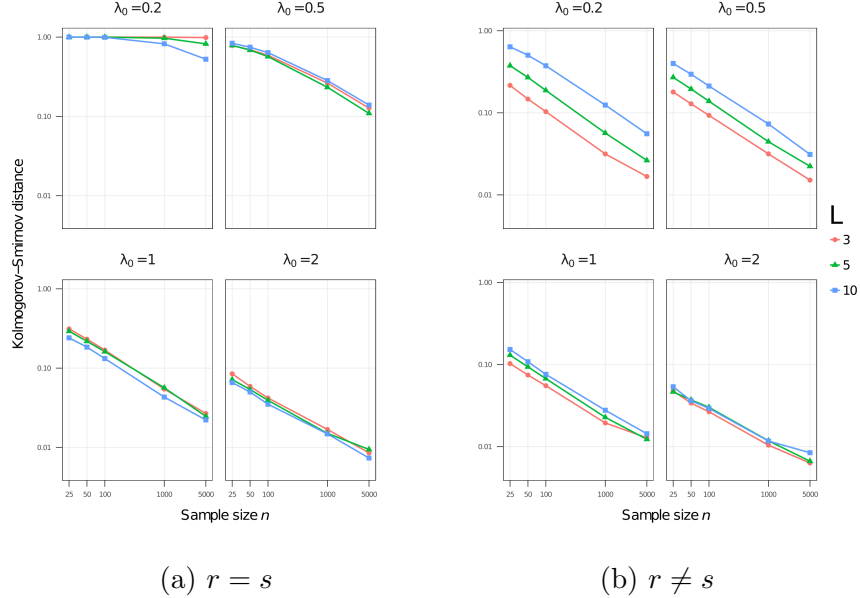 λ₀=0.2
λ₀=0.5
λ₀=0.2
λ₀=0.5
1.00
0.10
0.01
1.00
0.10
0.01
Kolmogorov−Smirnov distance
L
3
5
10
λ₀=1
λ₀=2
λ₀=1
λ₀=2
1.00
0.10
0.01
1.00
0.10
0.01
25 50 100 1000 5000
25 50 100 1000 5000
25 50 100 1000 5000
25 50 100 1000 5000
Sample size n
Sample size n
(a) r = s
(b) r ≠ s